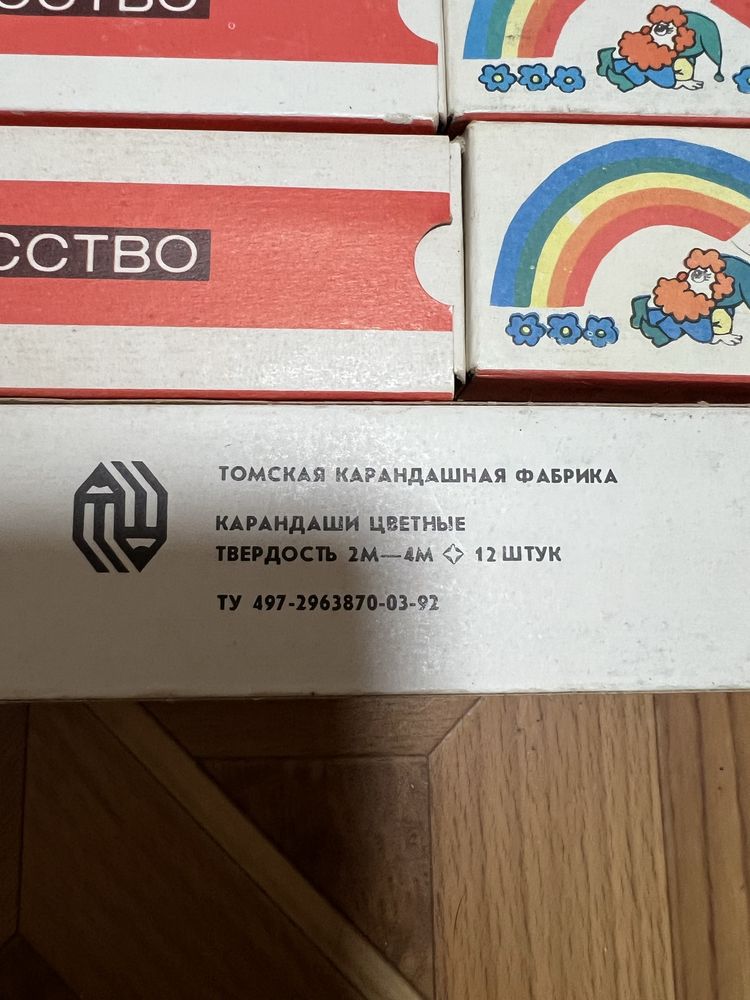 ССТВО
ССТВО
ТОМСКАЯ КАРАНДАШНАЯ ФАБРИКА
КАРАНДАШИ ЦВЕТНЫЕ
ТВЕРДОСТЬ 2М—4М 12 ШТУК
ТУ 497-2963870-03-92